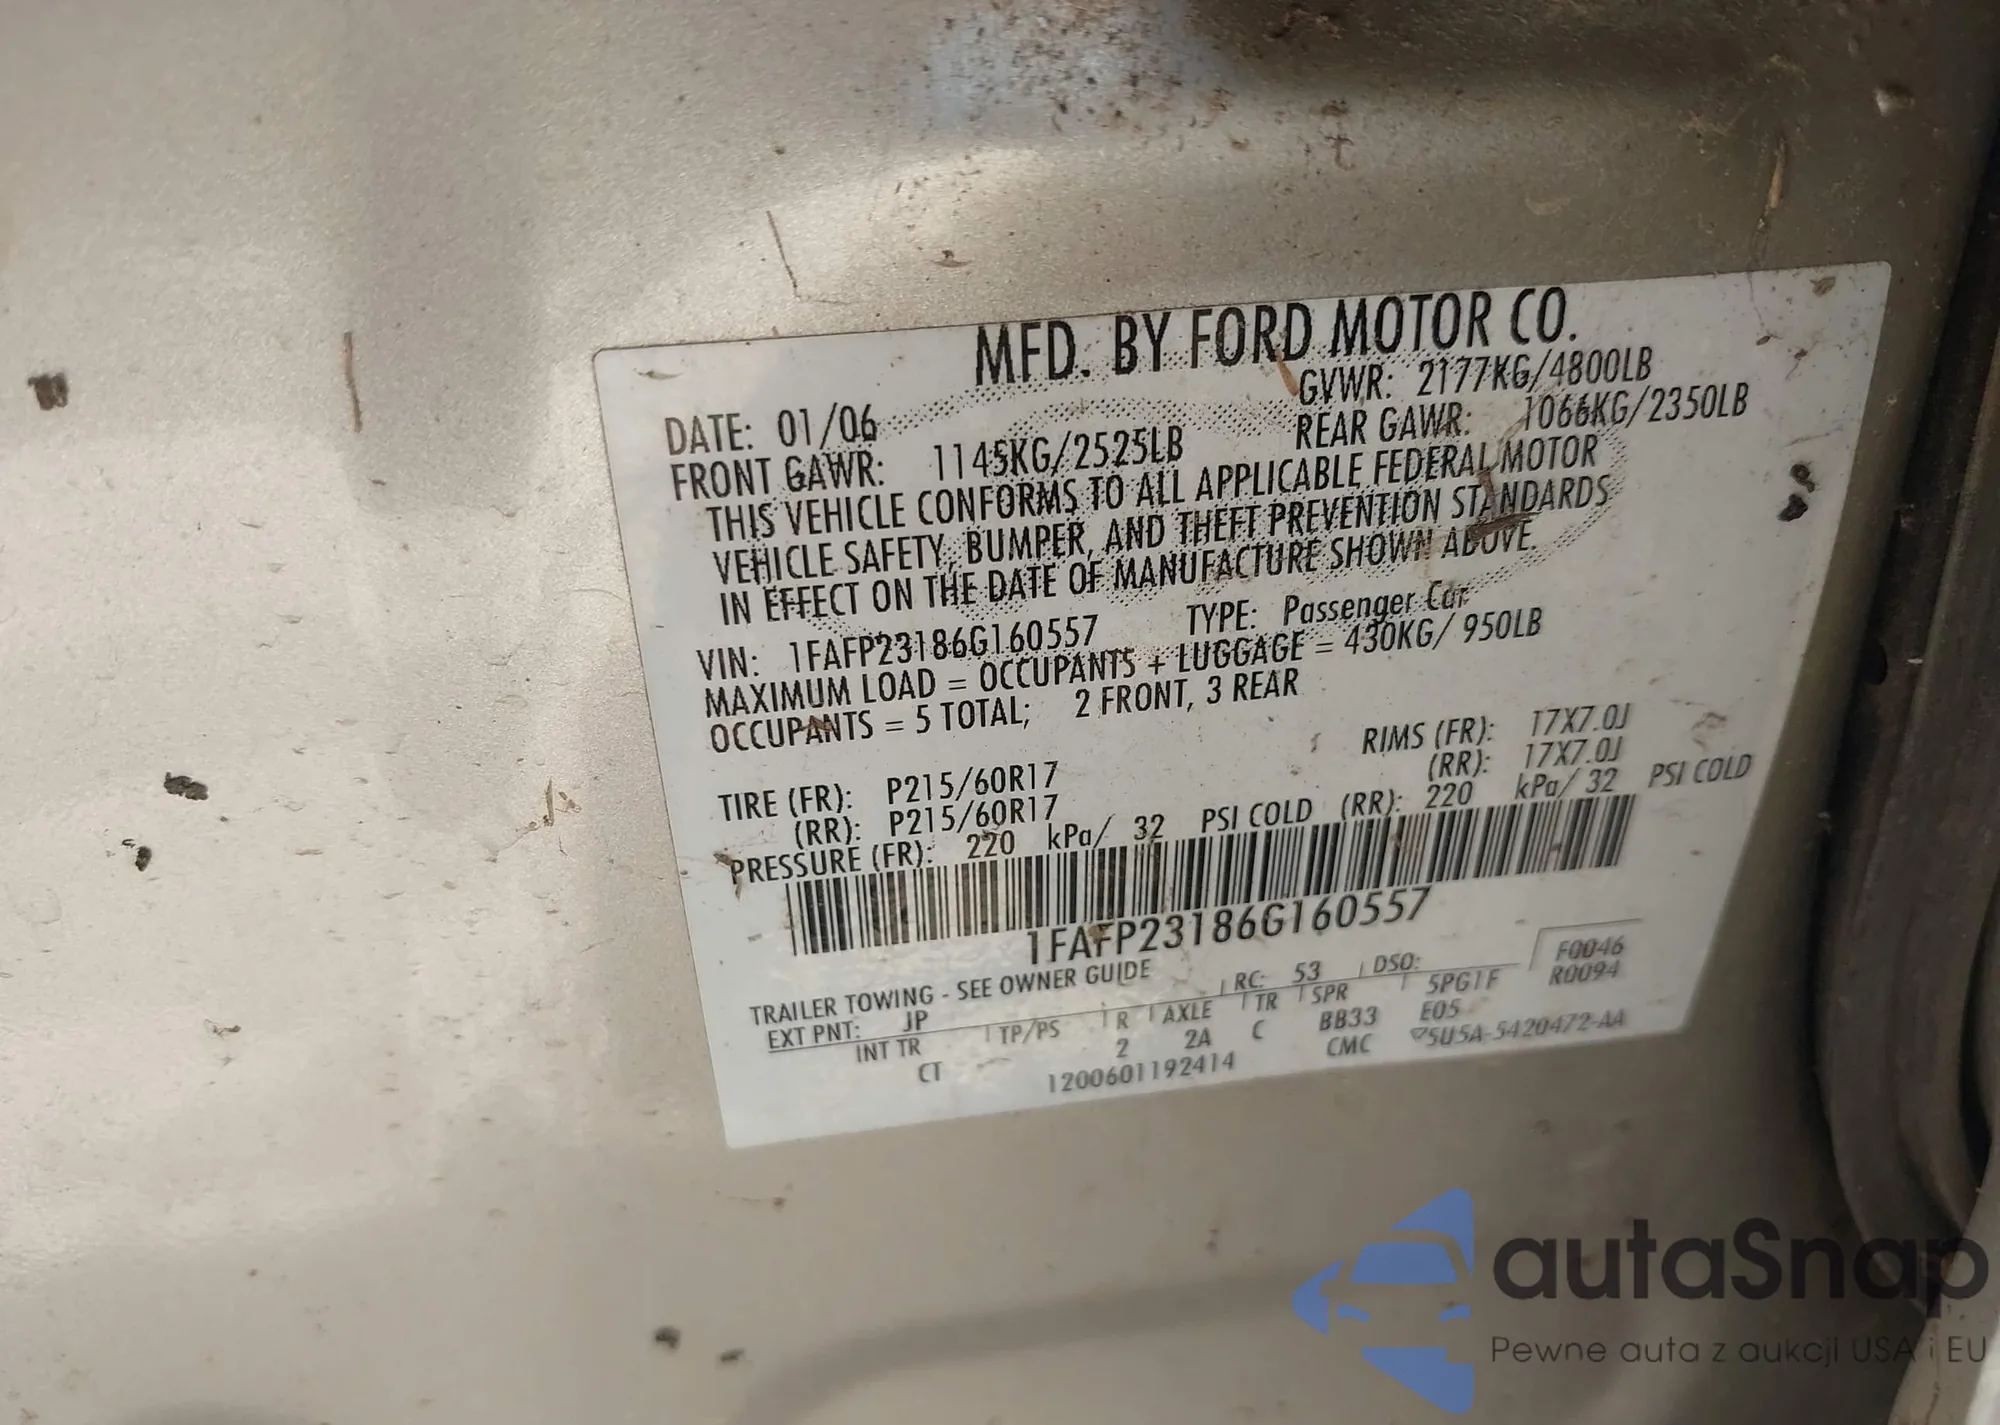 MFD. BY FORD MOTOR CO.
DATE: 01/06 GVWR: 2177KG/4800LB
FRONT GAWR: 1145KG/2525LB REAR GAWR: 1066KG/2350LB
THIS VEHICLE CONFORMS TO ALL APPLICABLE FEDERAL MOTOR
VEHICLE SAFETY, BUMPER, AND THEFT PREVENTION STANDARDS
IN EFFECT ON THE DATE OF MANUFACTURE SHOWN ABOVE.
VIN: 1FAFP23186G160557 TYPE: Passenger Car
MAXIMUM LOAD = OCCUPANTS + LUGGAGE = 430KG/ 950LB
OCCUPANTS = 5 TOTAL; 2 FRONT, 3 REAR
TIRE (FR): P215/60R17 RIMS (FR): 17X7.0J
(RR): P215/60R17 (RR): 17X7.0J
PRESSURE (FR): 220 kPa/ 32 PSI COLD (RR): 220 kPa/ 32 PSI COLD
1FAFP23186G160557
TRAILER TOWING - SEE OWNER GUIDE
F0046
EXT PNT: JP RC: 53 DSO: R0094
INT TR TP/PS R AXLE TR SPR 5PG1F
CT 2 2A C BB33 E05
1200601192414 CMC ▽5U5A-5420472-AA
autaSnap
Pewne auta z aukcji USA i EU